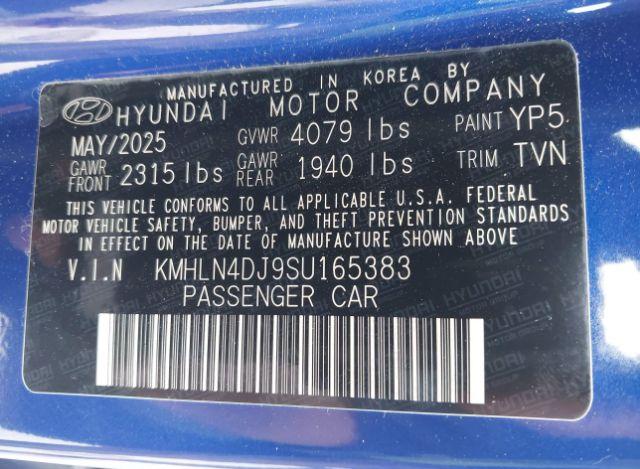 MANUFACTURED IN KOREA BY
HYUNDAI MOTOR COMPANY
MAY/2025 GVWR 4079 lbs PAINT YP5
GAWR FRONT 2315 lbs GAWR REAR 1940 lbs TRIM TVN
THIS VEHICLE CONFORMS TO ALL APPLICABLE U.S.A. FEDERAL
MOTOR VEHICLE SAFETY, BUMPER, AND THEFT PREVENTION STANDARDS
IN EFFECT ON THE DATE OF MANUFACTURE SHOWN ABOVE
V.I.N KMHLN4DJ9SU165383
PASSENGER CAR